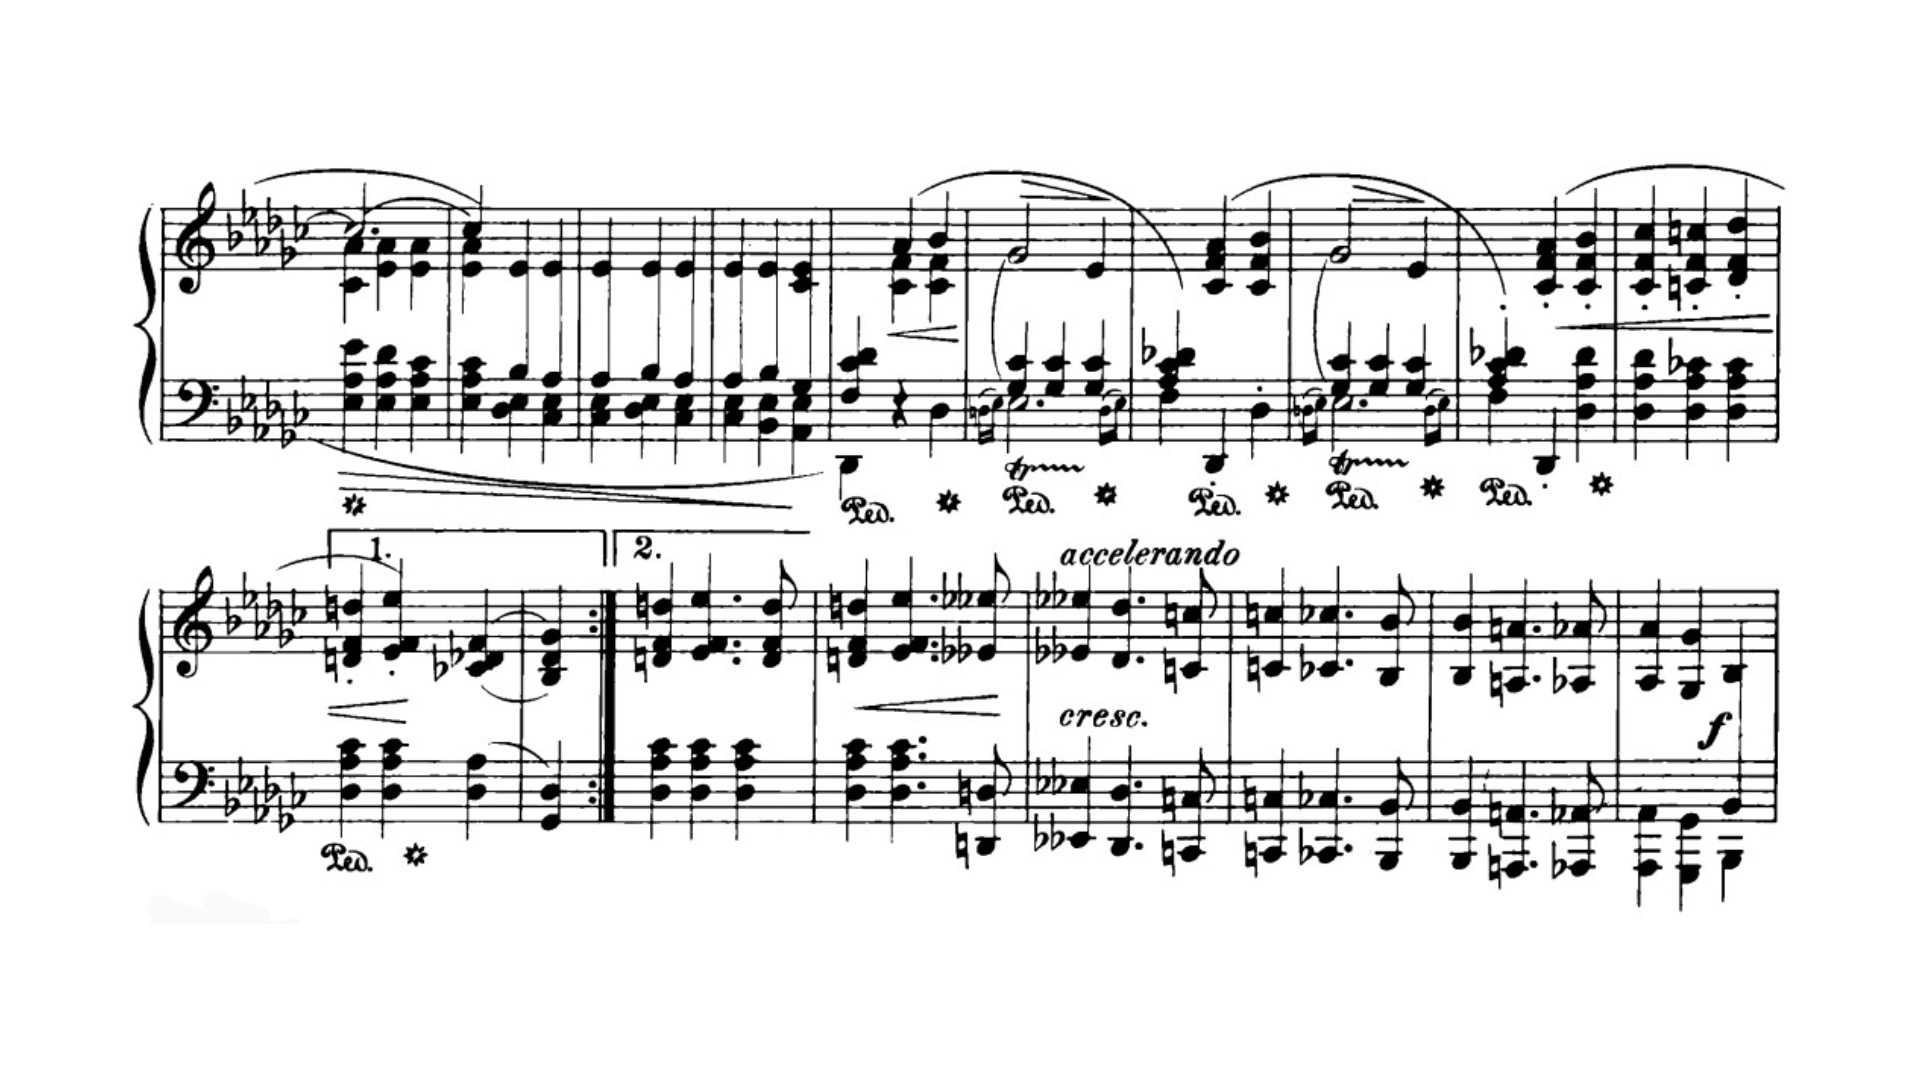 Ped. Ped. Ped. Ped. Ped.
1. 2.
accelerando
cresc.
f
Ped.